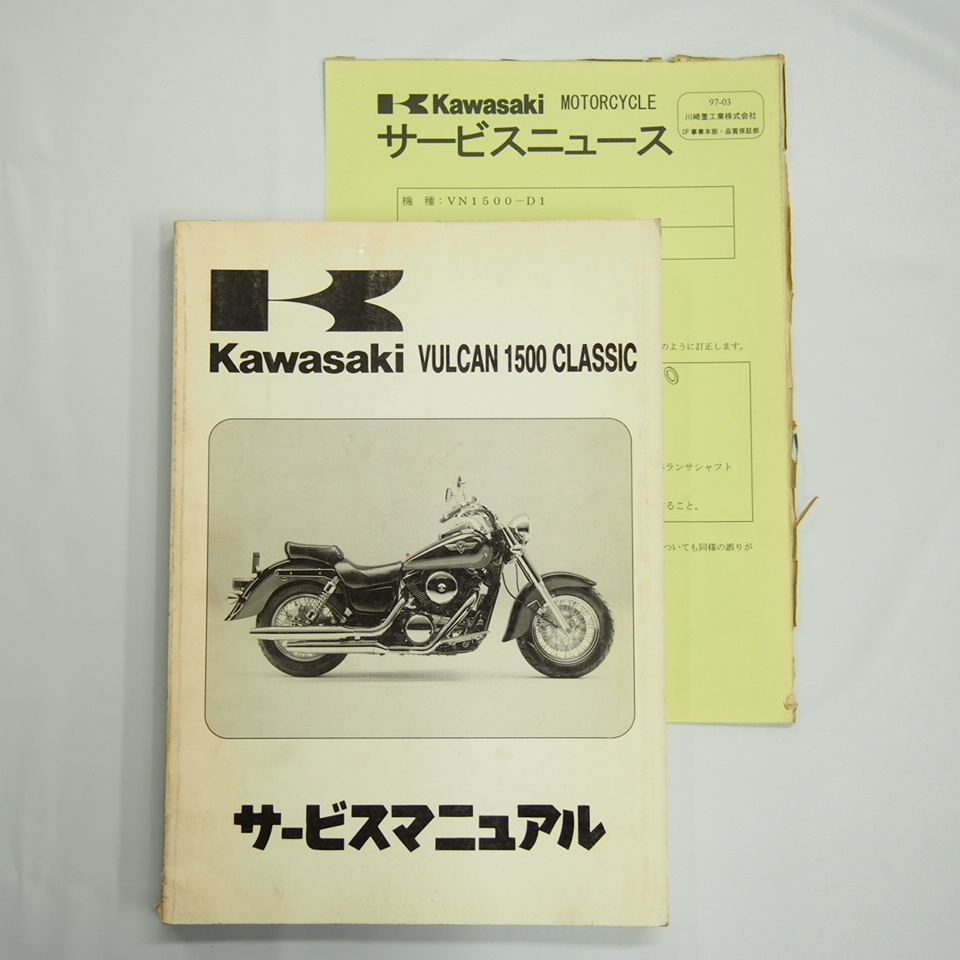 Kawasaki MOTORCYCLE
サービスニュース
97-03
川崎重工業株式会社
CP事業本部・品質保証部
機 種：VN1500-D1
のように訂正します。
バランサシャフト
ること。
ついても同様の誤りが
Kawasaki VULCAN 1500 CLASSIC
サービスマニュアル